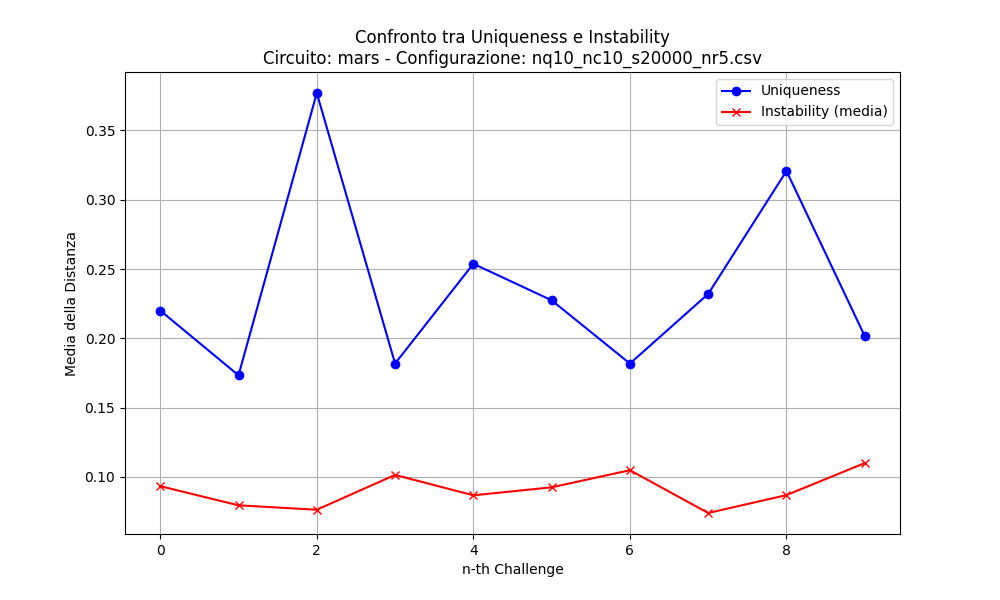 Confronto tra Uniqueness e Instability
Circuito: mars - Configurazione: nq10_nc10_s20000_nr5.csv
Uniqueness
Instability (media)
Media della Distanza
0.35
0.30
0.25
0.20
0.15
0.10
0 2 4 6 8
n-th Challenge